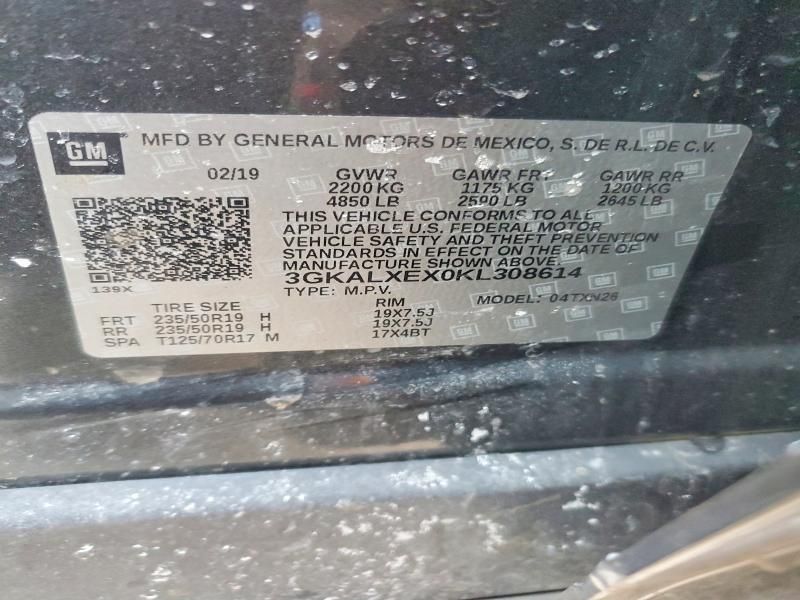 GM MFD BY GENERAL MOTORS DE MEXICO, S. DE R.L. DE C.V.
02/19 GVWR GAWR FRT GAWR RR
2200 KG 1175 KG 1200 KG
4850 LB 2590 LB 2645 LB
THIS VEHICLE CONFORMS TO ALL
APPLICABLE U.S. FEDERAL MOTOR
VEHICLE SAFETY AND THEFT PREVENTION
STANDARDS IN EFFECT ON THE DATE OF
MANUFACTURE SHOWN ABOVE.
3GKALXEX0KL308614
139X
TYPE: M.P.V. MODEL: 04TXN26
TIRE SIZE RIM
FRT 235/50R19 H 19X7.5J
RR 235/50R19 H 19X7.5J
SPA T125/70R17 M 17X4BT